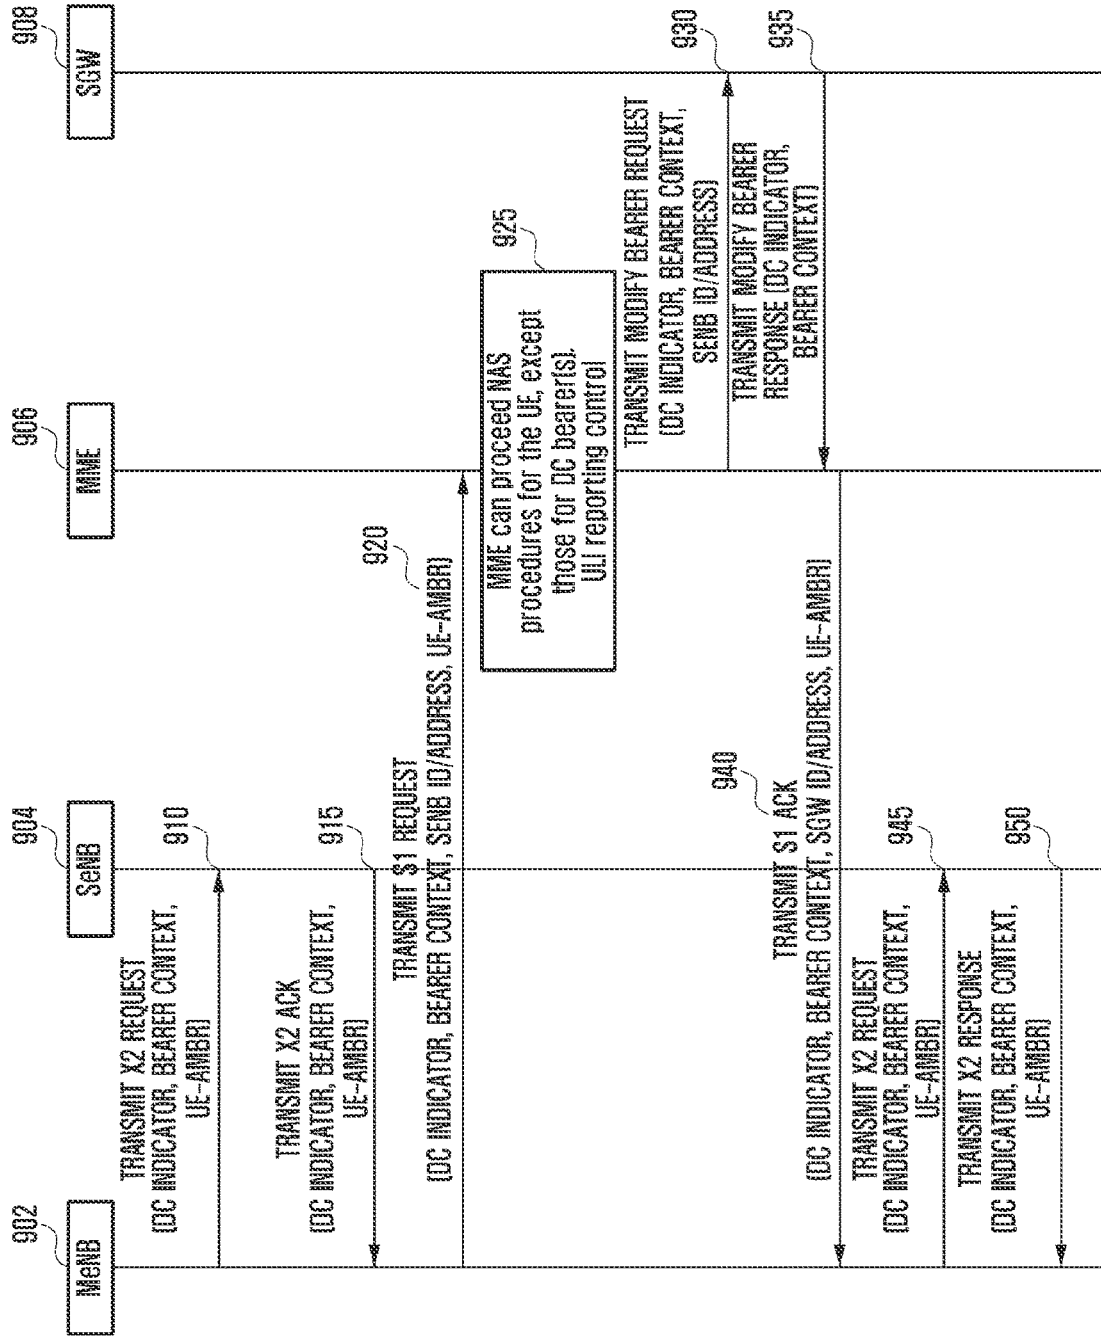 902
MeNB
904
SeNB
906
MME
908
SGW
TRANSMIT X2 REQUEST
(DC INDICATOR, BEARER CONTEXT,
UE-AMBR)
910
TRANSMIT X2 ACK
(DC INDICATOR, BEARER CONTEXT,
UE-AMBR)
915
TRANSMIT S1 REQUEST
920
(DC INDICATOR, BEARER CONTEXT, SENB ID/ADDRESS, UE-AMBR)
925
MME can proceed NAS
procedures for the UE, except
those for DC bearer(s).
ULI reporting control
TRANSMIT MODIFY BEARER REQUEST
(DC INDICATOR, BEARER CONTEXT,
SENB ID/ADDRESS)
930
TRANSMIT MODIFY BEARER
RESPONSE (DC INDICATOR,
BEARER CONTEXT)
935
940
TRANSMIT S1 ACK
(DC INDICATOR, BEARER CONTEXT, SGW ID/ADDRESS, UE-AMBR)
TRANSMIT X2 REQUEST
(DC INDICATOR, BEARER CONTEXT,
UE-AMBR)
945
TRANSMIT X2 RESPONSE
(DC INDICATOR, BEARER CONTEXT,
UE-AMBR)
950